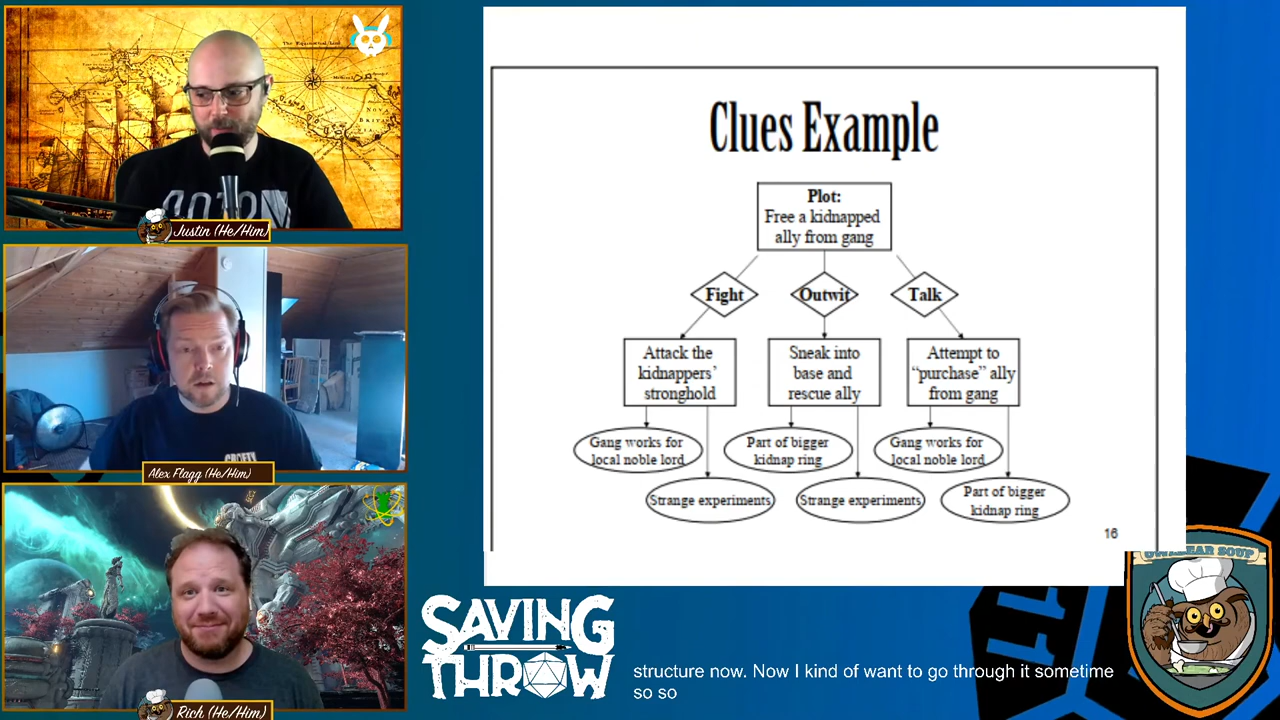 Justin (He/Him)
Alex Flagg (He/Him)
Rich (He/Him)
Clues Example
Plot:
Free a kidnapped
ally from gang
Fight
Outwit
Talk
Attack the
kidnappers’
stronghold
Sneak into
base and
rescue ally
Attempt to
“purchase” ally
from gang
Gang works for
local noble lord
Part of bigger
kidnap ring
Gang works for
local noble lord
Strange experiments
Strange experiments
Part of bigger
kidnap ring
16
SAVING
THROW
structure now. Now I kind of want to go through it sometime
so so
SOUP
11